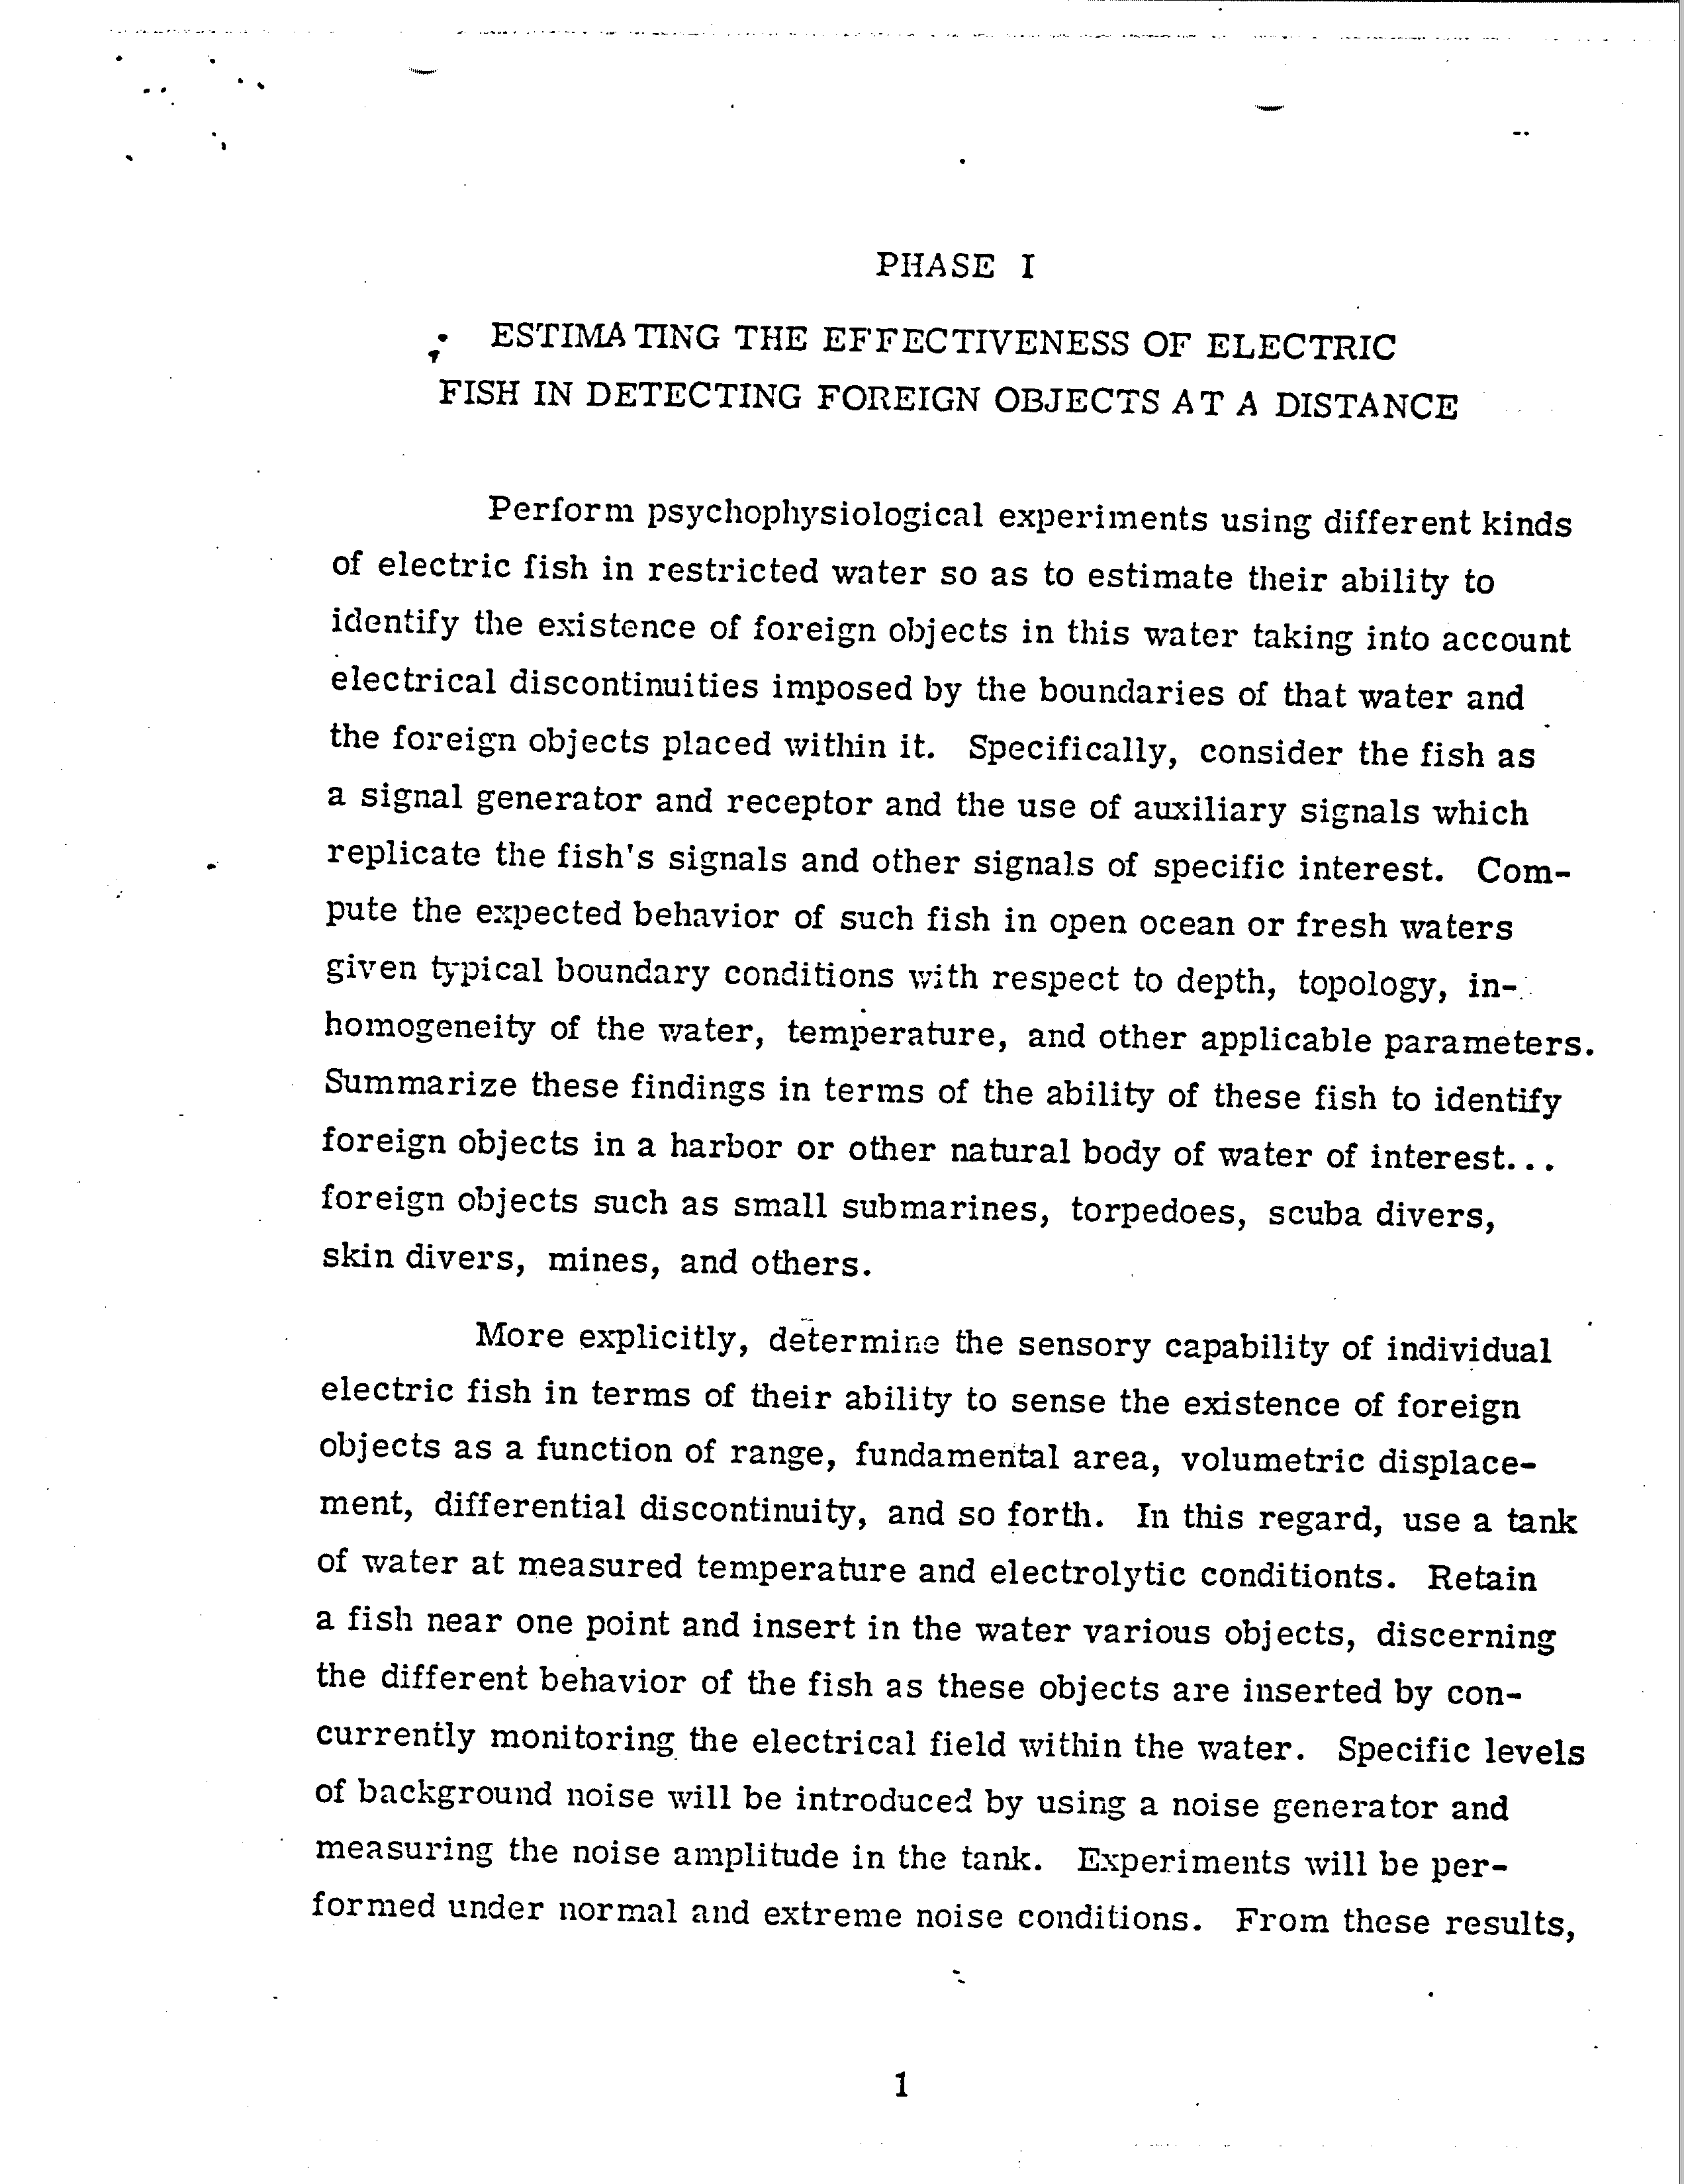 PHASE I
ESTIMATING THE EFFECTIVENESS OF ELECTRIC
FISH IN DETECTING FOREIGN OBJECTS AT A DISTANCE
Perform psychophysiological experiments using different kinds
of electric fish in restricted water so as to estimate their ability to
identify the existence of foreign objects in this water taking into account
electrical discontinuities imposed by the boundaries of that water and
the foreign objects placed within it. Specifically, consider the fish as
a signal generator and receptor and the use of auxiliary signals which
replicate the fish's signals and other signals of specific interest. Com-
pute the expected behavior of such fish in open ocean or fresh waters
given typical boundary conditions with respect to depth, topology, in-
homogeneity of the water, temperature, and other applicable parameters.
Summarize these findings in terms of the ability of these fish to identify
foreign objects in a harbor or other natural body of water of interest...
foreign objects such as small submarines, torpedoes, scuba divers,
skin divers, mines, and others.
More explicitly, determine the sensory capability of individual
electric fish in terms of their ability to sense the existence of foreign
objects as a function of range, fundamental area, volumetric displace-
ment, differential discontinuity, and so forth. In this regard, use a tank
of water at measured temperature and electrolytic conditionts. Retain
a fish near one point and insert in the water various objects, discerning
the different behavior of the fish as these objects are inserted by con-
currently monitoring the electrical field within the water. Specific levels
of background noise will be introduced by using a noise generator and
measuring the noise amplitude in the tank. Experiments will be per-
formed under normal and extreme noise conditions. From these results,
1